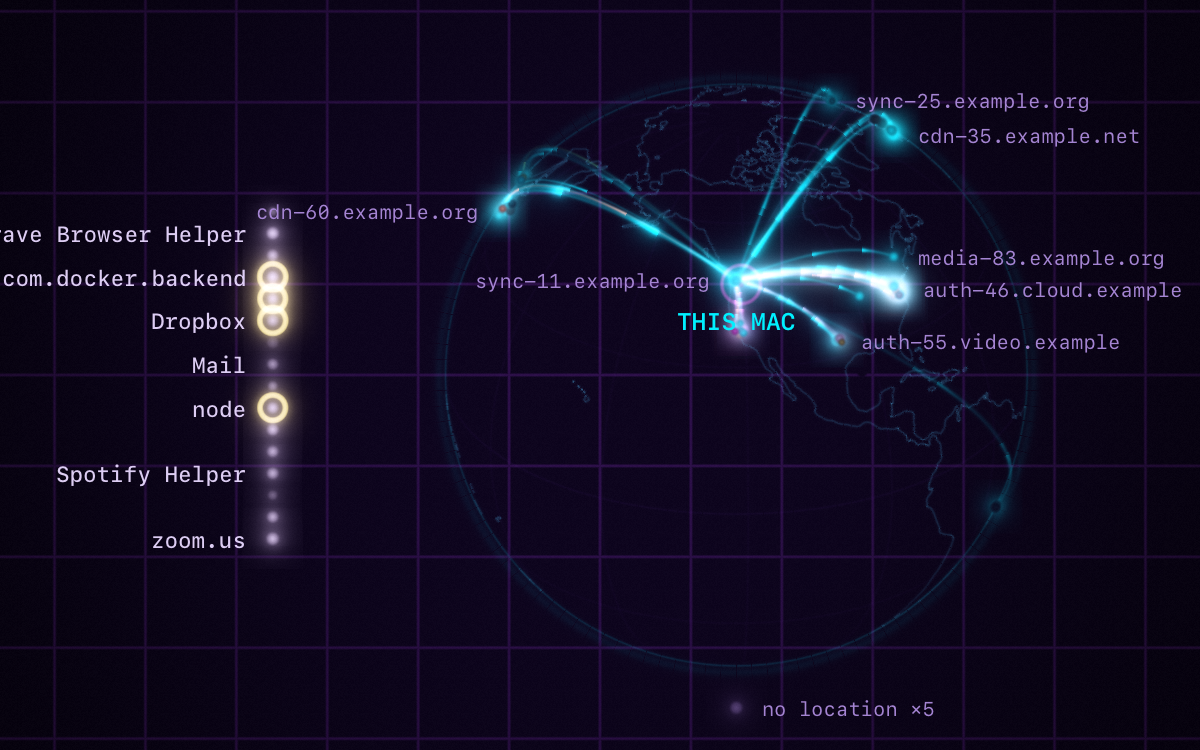 sync-25.example.org
cdn-35.example.net
cdn-60.example.org
rave Browser Helper
media-83.example.org
com.docker.backend
sync-11.example.org
auth-46.cloud.example
Dropbox
THIS MAC
auth-55.video.example
Mail
node
Spotify Helper
zoom.us
no location ×5